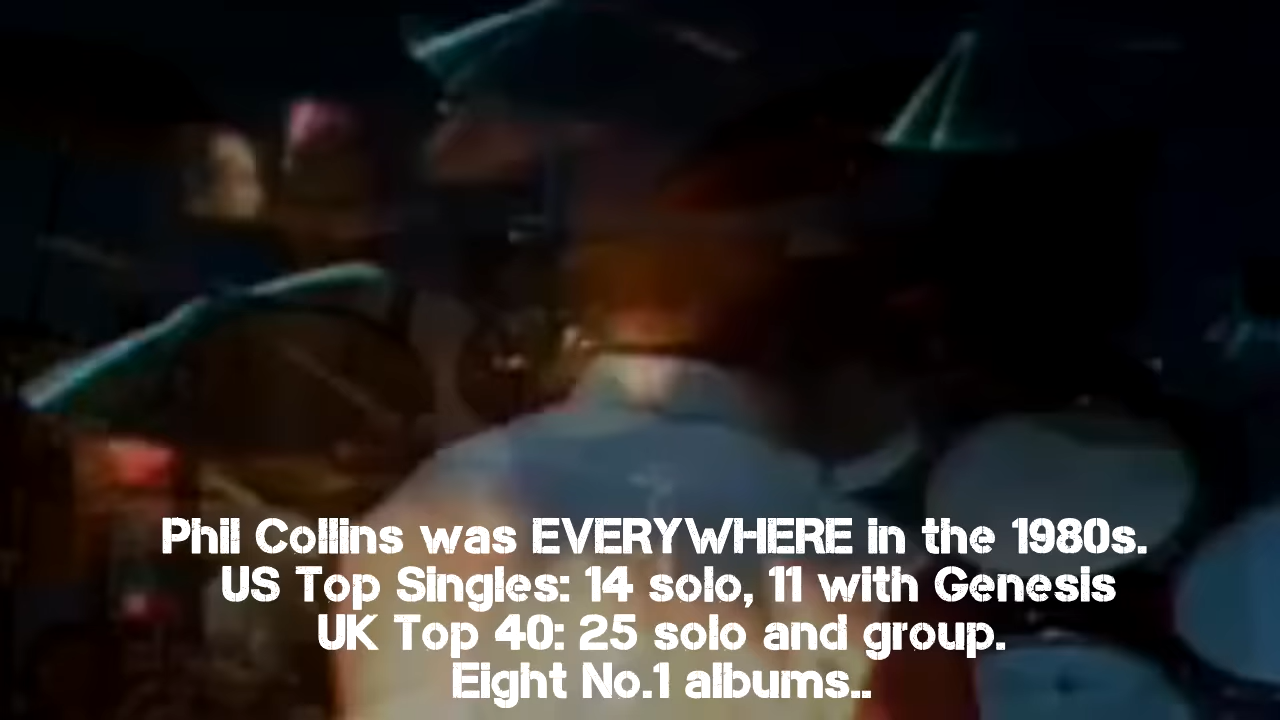 Phil Collins was EVERYWHERE in the 1980s.
US Top Singles: 14 solo, 11 with Genesis
UK Top 40: 25 solo and group.
Eight No.1 albums..